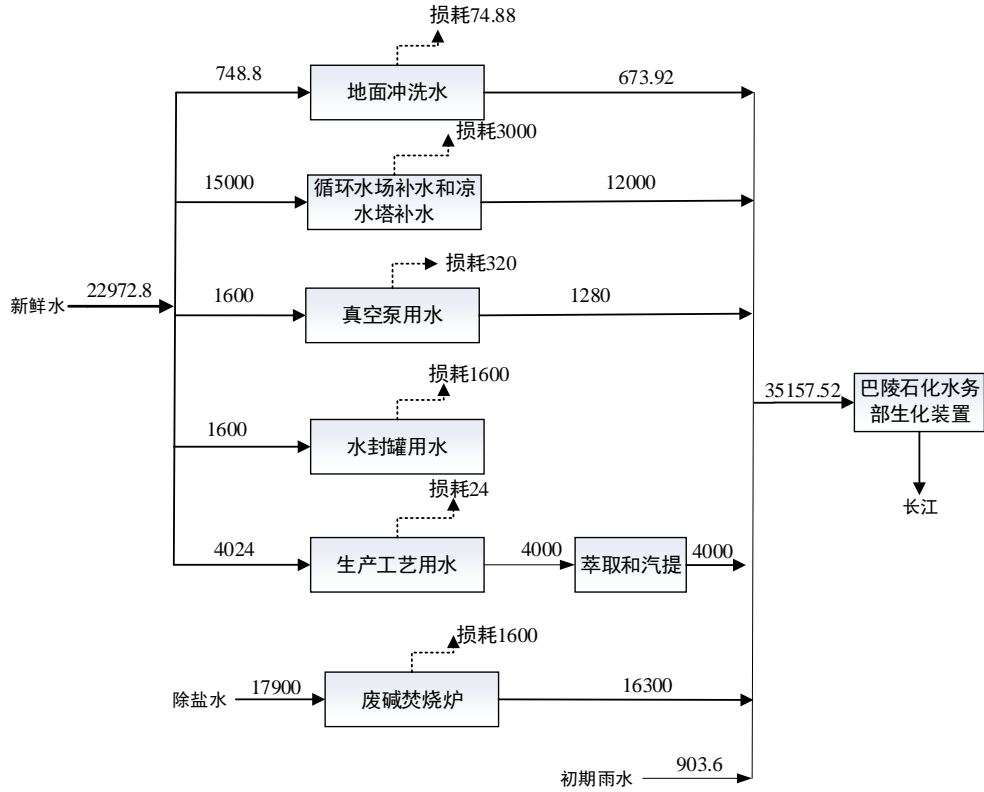 损耗74.88
748.8
地面冲洗水
673.92
损耗3000
15000
循环水场补水和凉
水塔补水
12000
损耗320
新鲜水
22972.8
1600
真空泵用水
1280
损耗1600
1600
水封罐用水
35157.52
巴陵石化水务
部生化装置
长江
损耗24
4024
生产工艺用水
4000
萃取和汽提
4000
损耗1600
除盐水
17900
废碱焚烧炉
16300
初期雨水
903.6